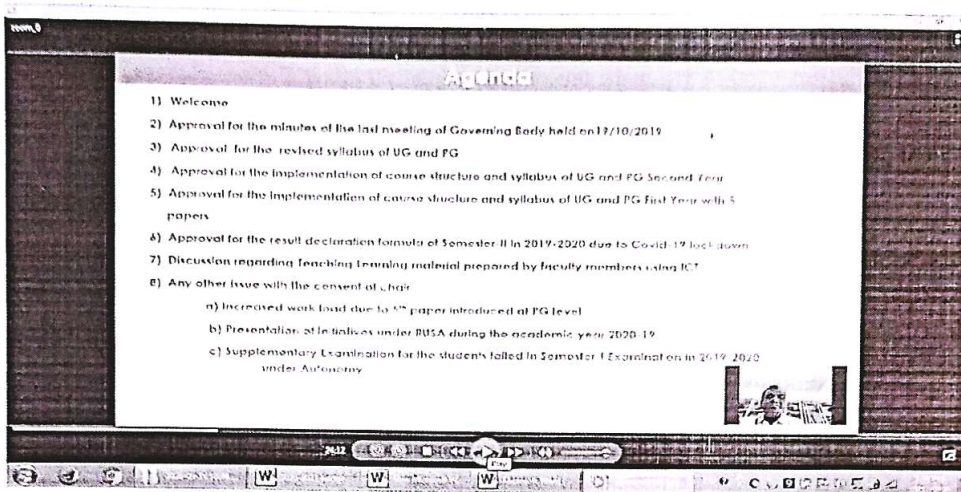 zoom_0
Agenda
1) Welcome
2) Approval for the minutes of the last meeting of Governing Body held on 19/10/2019
3) Approval for the revised syllabus of UG and PG
4) Approval for the implementation of course structure and syllabus of UG and PG Second Year
5) Approval for the implementation of course structure and syllabus of UG and PG First Year with 5
papers
6) Approval for the result declaration formula of Semester-II in 2019-2020 due to Covid-19 lockdown
7) Discussion regarding Teaching Learning material prepared by faculty members using ICT
8) Any other issue with the consent of chair
a) Increased work load due to 5th paper introduced at PG level
b) Presentation of Initiatives under RUSA during the academic year 2020-19
c) Supplementary Examination for the students failed in Semester I Examination in 2019-2020
under Autonomy
Play
W
W
W